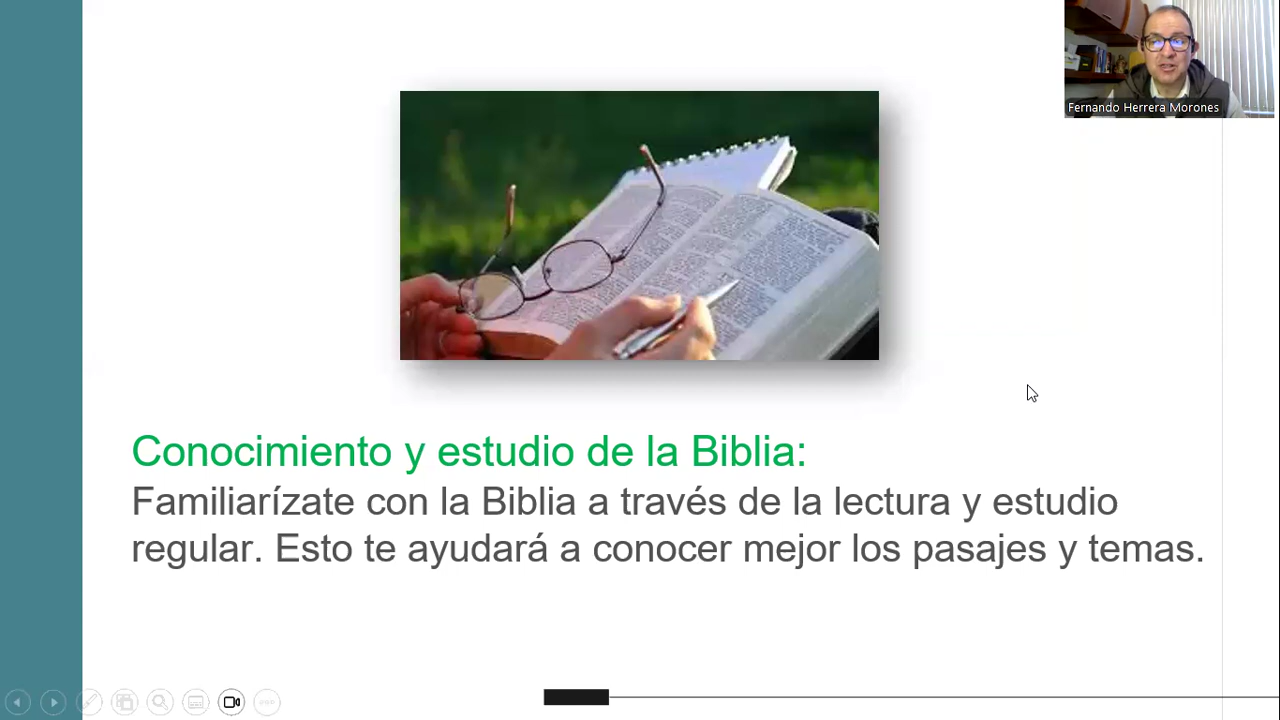 Fernando Herrera Morones
Conocimiento y estudio de la Biblia:
Familiarízate con la Biblia a través de la lectura y estudio
regular. Esto te ayudará a conocer mejor los pasajes y temas.